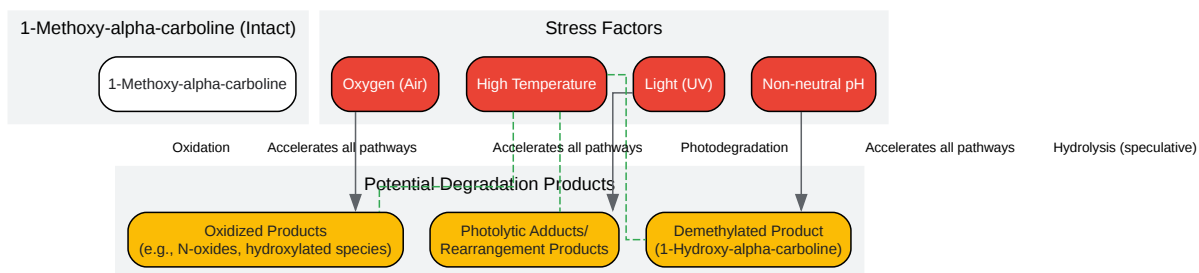 1-Methoxy-alpha-carboline (Intact)
Stress Factors
1-Methoxy-alpha-carboline
Oxygen (Air)
High Temperature
Light (UV)
Non-neutral pH
Oxidation
Accelerates all pathways
Accelerates all pathways
Photodegradation
Accelerates all pathways
Hydrolysis (speculative)
Potential Degradation Products
Oxidized Products
(e.g., N-oxides, hydroxylated species)
Photolytic Adducts/
Rearrangement Products
Demethylated Product
(1-Hydroxy-alpha-carboline)